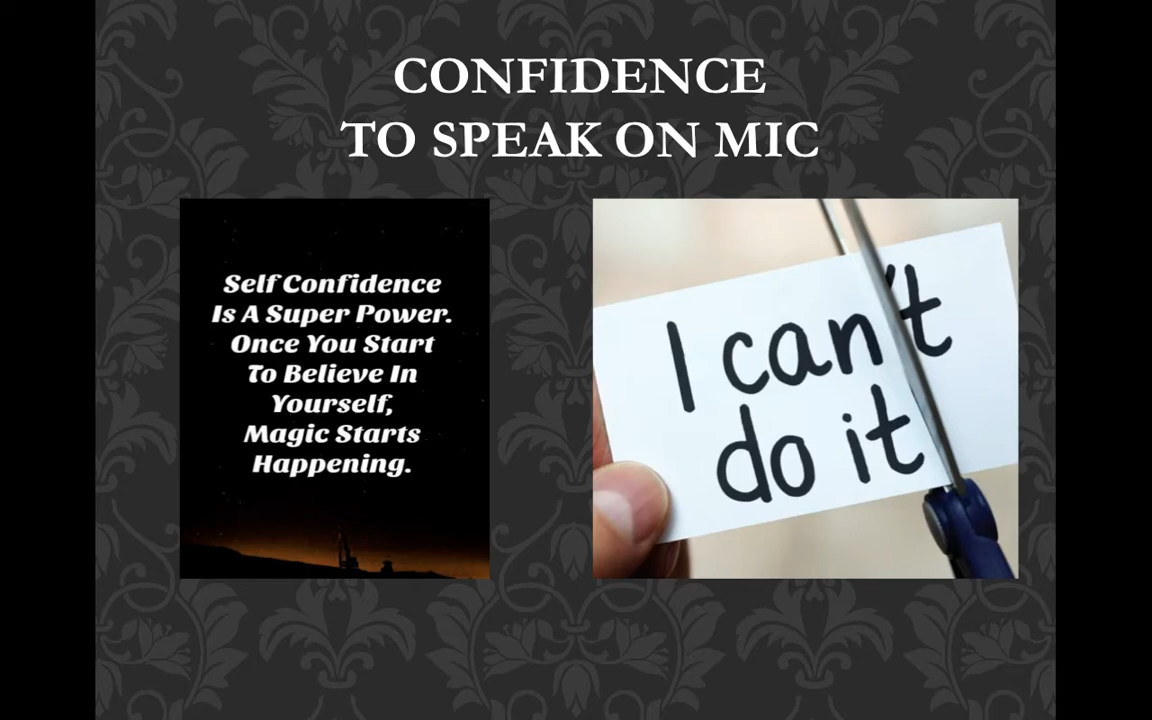 CONFIDENCE
TO SPEAK ON MIC
Self Confidence
Is A Super Power.
Once You Start
To Believe In
Yourself,
Magic Starts
Happening.
I can't
do it